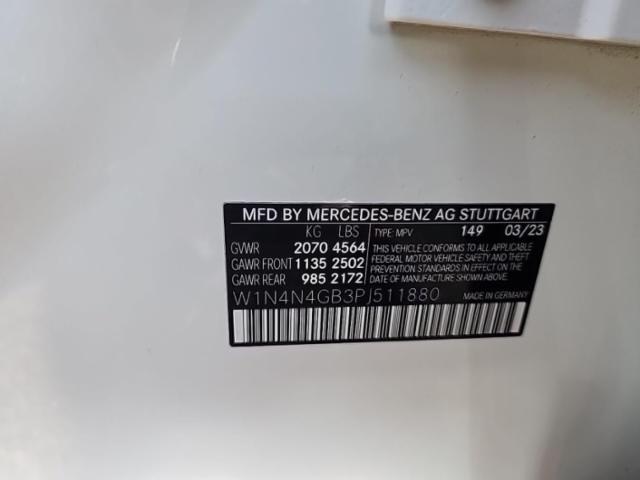 MFD BY MERCEDES-BENZ AG STUTTGART
KG LBS TYPE: MPV 149 03/23
GVWR 2070 4564
GAWR FRONT 1135 2502
GAWR REAR 985 2172
THIS VEHICLE CONFORMS TO ALL APPLICABLE
FEDERAL MOTOR VEHICLE SAFETY AND THEFT
PREVENTION STANDARDS IN EFFECT ON THE DATE
OF MANUFACTURE SHOWN ABOVE.
W1N4N4GB3PJ511880 MADE IN GERMANY